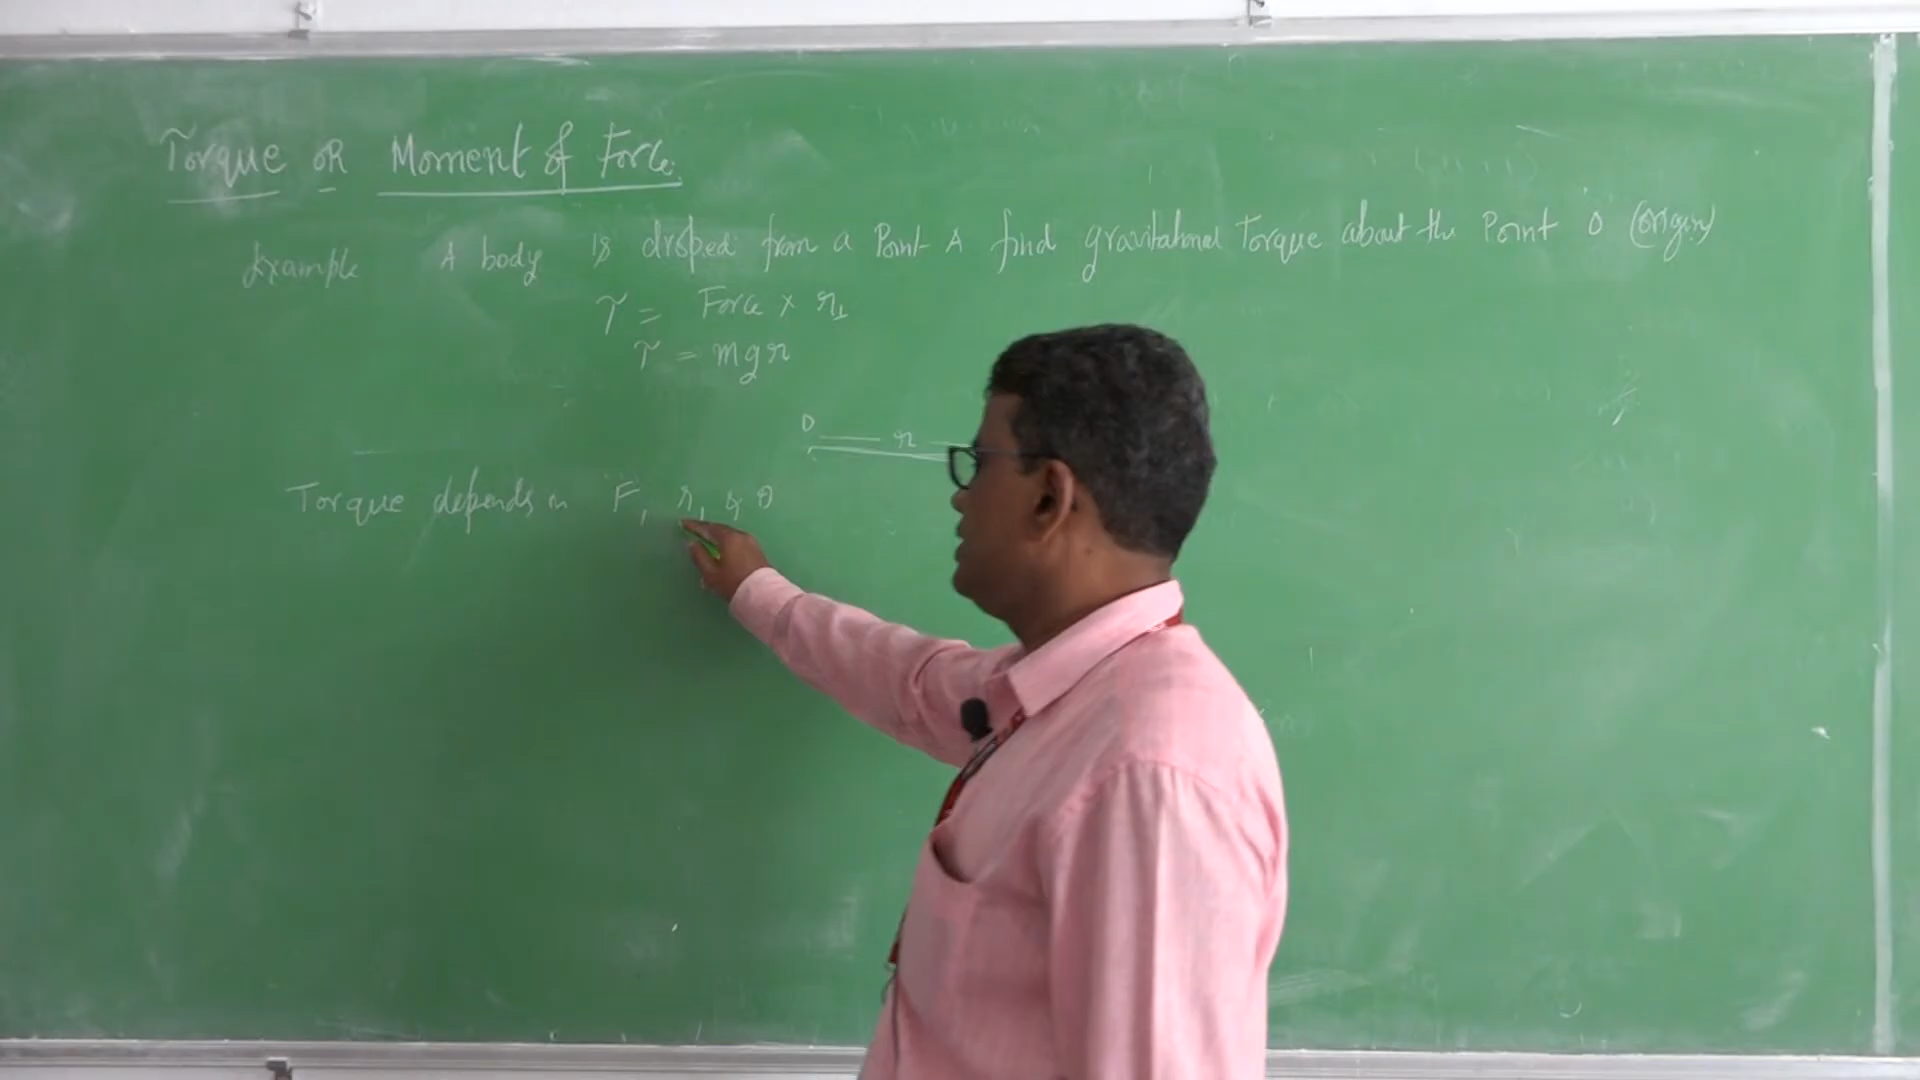 Torque OR Moment of Force.
Example A body is droped from a Point A find gravitational Torque about the Point O (origin)
τ = Force × r⊥
τ = mgr
O r
Torque depends on F, r, & θ